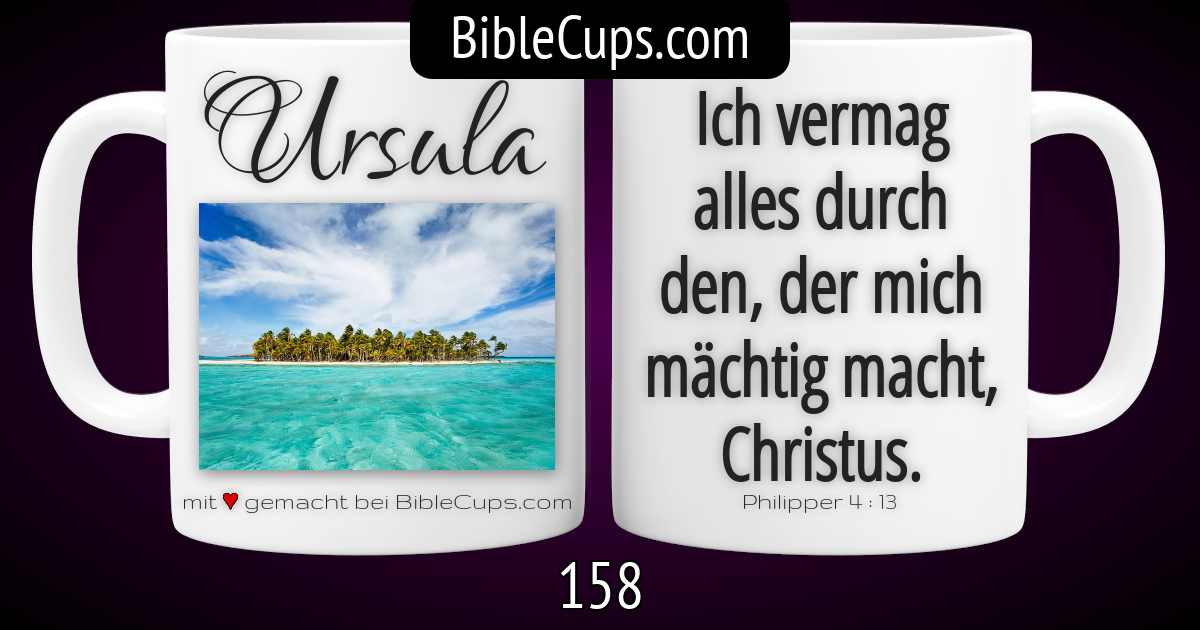 BibleCups.com
Ursula
mit ♥ gemacht bei BibleCups.com
Ich vermag
alles durch
den, der mich
mächtig macht,
Christus.
Philipper 4 : 13
158